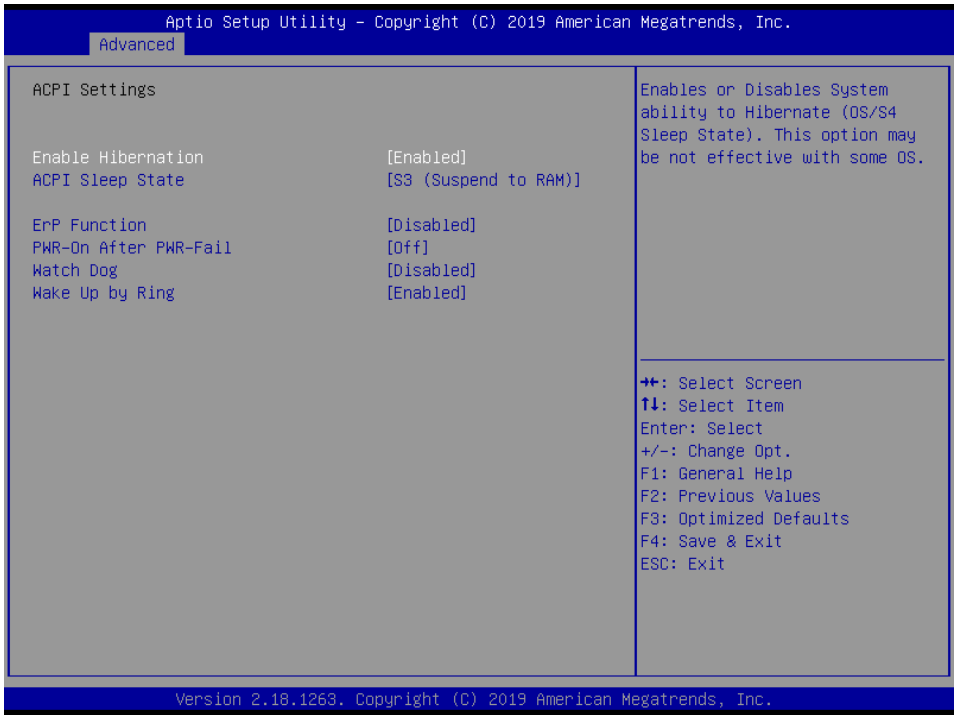 Aptio Setup Utility – Copyright (C) 2019 American Megatrends, Inc.
Advanced
ACPI Settings
Enable Hibernation [Enabled]
ACPI Sleep State [S3 (Suspend to RAM)]
ErP Function [Disabled]
PWR-On After PWR-Fail [Off]
Watch Dog [Disabled]
Wake Up by Ring [Enabled]
Enables or Disables System
ability to Hibernate (OS/S4
Sleep State). This option may
be not effective with some OS.
→←: Select Screen
↑↓: Select Item
Enter: Select
+/-: Change Opt.
F1: General Help
F2: Previous Values
F3: Optimized Defaults
F4: Save & Exit
ESC: Exit
Version 2.18.1263. Copyright (C) 2019 American Megatrends, Inc.